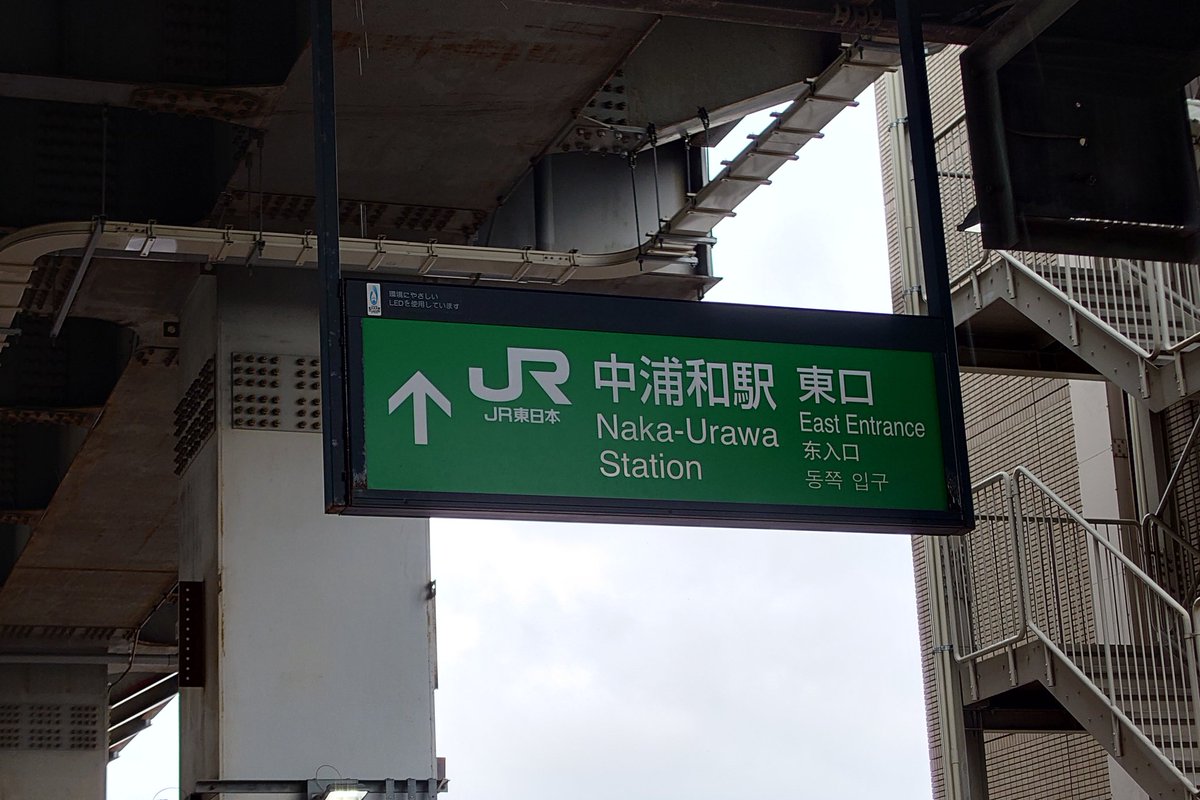 環境にやさしい
LEDを使用しています
JR
JR東日本
中浦和駅
Naka-Urawa
Station
東口
East Entrance
东入口
동쪽 입구